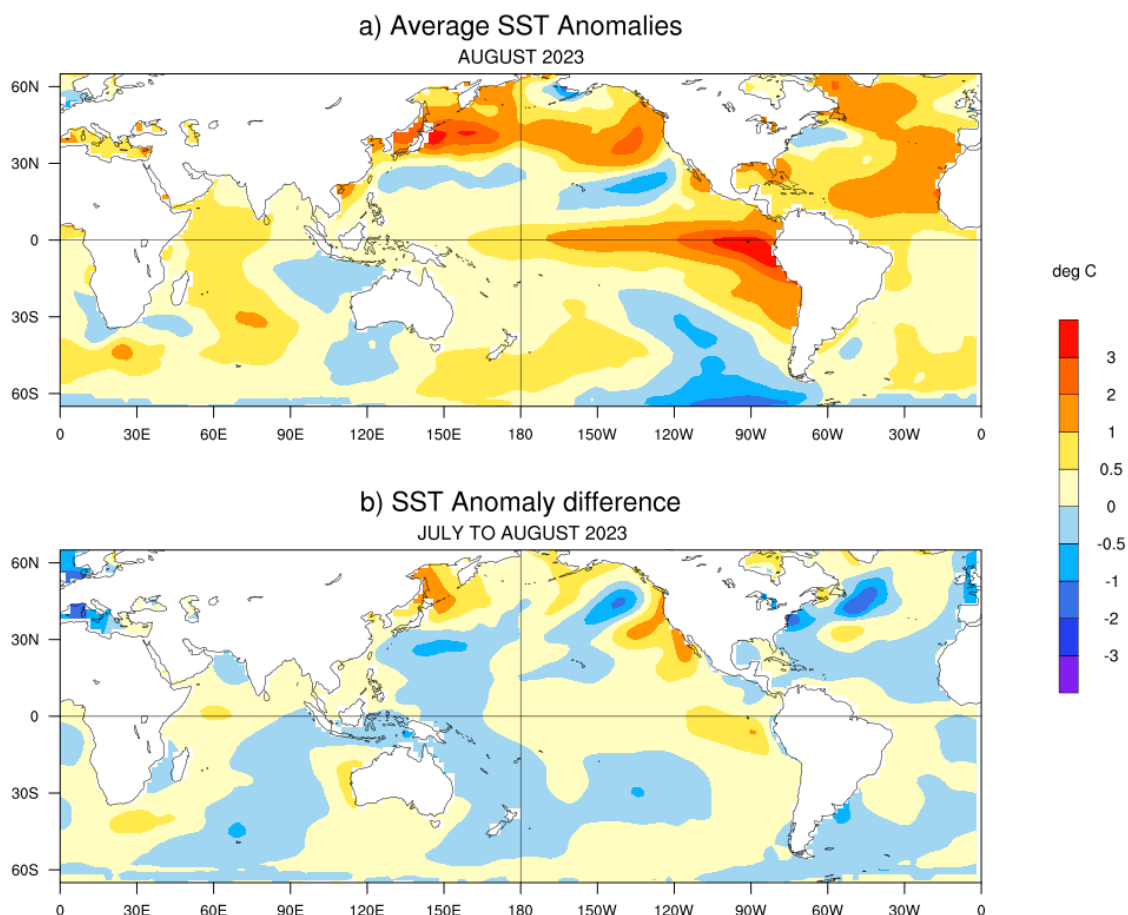 a) Average SST Anomalies
AUGUST 2023
60N
30N
0
30S
60S
0 30E 60E 90E 120E 150E 180 150W 120W 90W 60W 30W 0
deg C
3
2
1
0.5
0
-0.5
-1
-2
-3
b) SST Anomaly difference
JULY TO AUGUST 2023
60N
30N
0
30S
60S
0 30E 60E 90E 120E 150E 180 150W 120W 90W 60W 30W 0